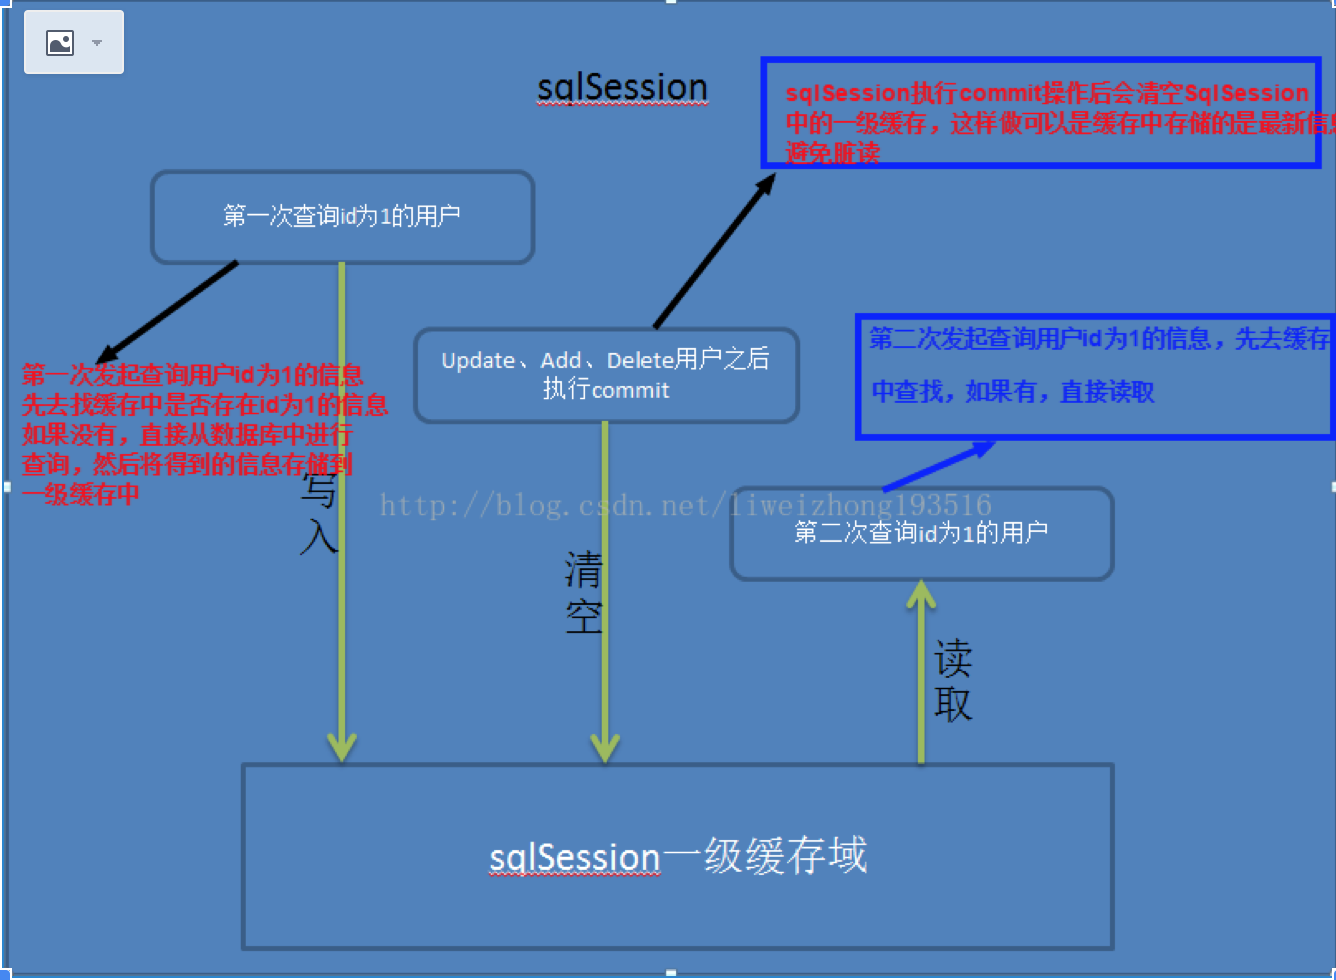 sqlSession
sqlSession执行commit操作后会清空SqlSession
中的一级缓存，这样做可以是缓存中存储的是最新信息
避免脏读
第一次查询id为1的用户
Update、Add、Delete用户之后
执行commit
第二次发起查询用户id为1的信息，先去缓存
中查找，如果有，直接读取
第一次发起查询用户id为1的信息
先去找缓存中是否存在id为1的信息
如果没有，直接从数据库中进行
查询，然后将得到的信息存储到
一级缓存中
写
入
http://blog.csdn.net/liweizhong193516
第二次查询id为1的用户
清
空
读
取
sqlSession一级缓存域